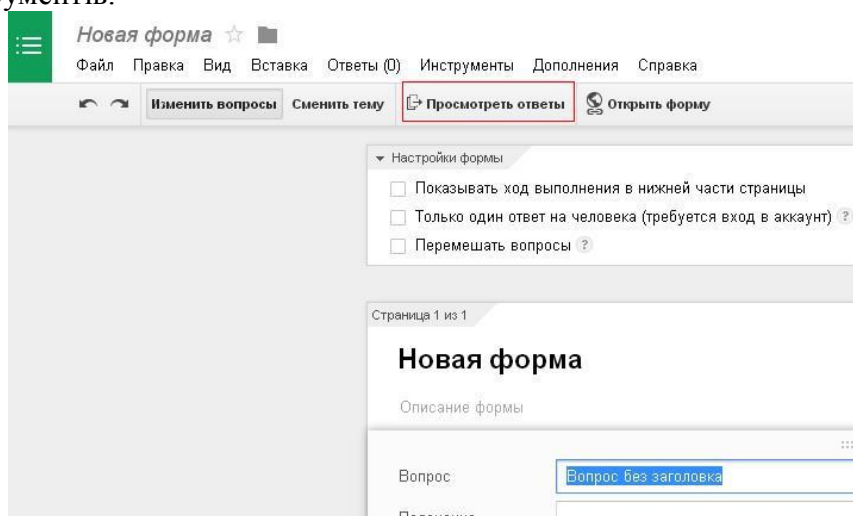 Новая форма
Файл Правка Вид Вставка Ответы (0) Инструменты Дополнения Справка
Изменить вопросы Сменить тему Просмотреть ответы Открыть форму
Настройки формы
Показывать ход выполнения в нижней части страницы
Только один ответ на человека (требуется вход в аккаунт) ?
Перемешать вопросы ?
Страница 1 из 1
Новая форма
Описание формы
Вопрос Вопрос без заголовка